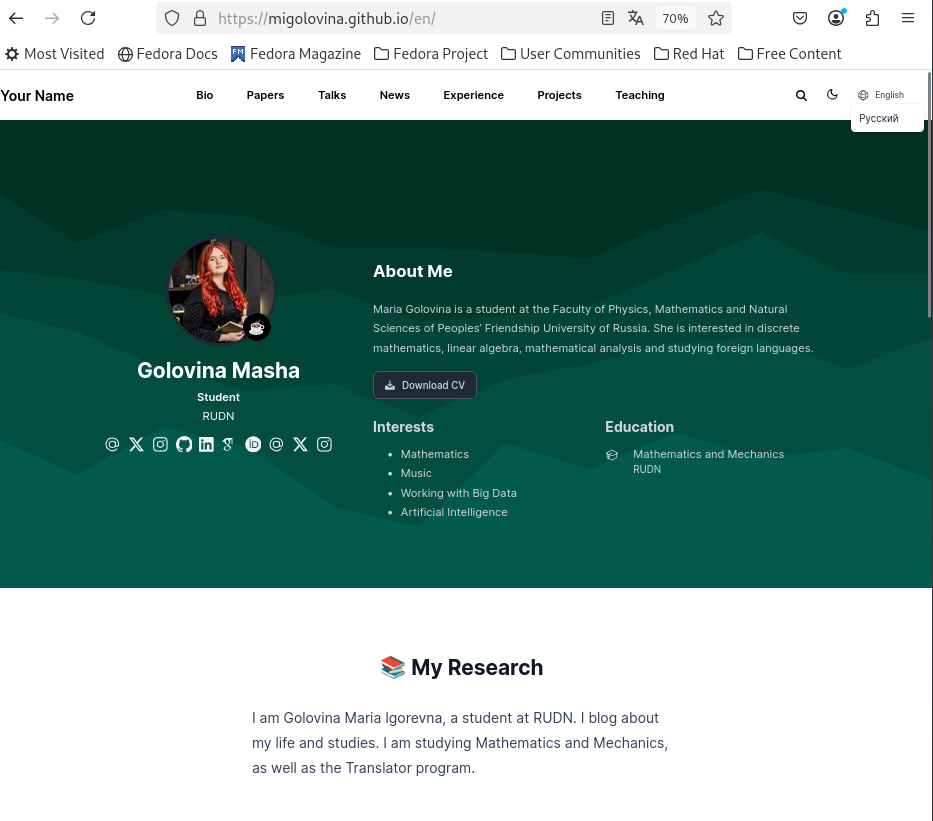 https://migolovina.github.io/en/
70%
Most Visited Fedora Docs Fedora Magazine Fedora Project User Communities Red Hat Free Content
Your Name Bio Papers Talks News Experience Projects Teaching English
Русский
Golovina Masha
Student
RUDN
About Me
Maria Golovina is a student at the Faculty of Physics, Mathematics and Natural
Sciences of Peoples' Friendship University of Russia. She is interested in discrete
mathematics, linear algebra, mathematical analysis and studying foreign languages.
Download CV
Interests
Mathematics
Music
Working with Big Data
Artificial Intelligence
Education
Mathematics and Mechanics
RUDN
My Research
I am Golovina Maria Igorevna, a student at RUDN. I blog about
my life and studies. I am studying Mathematics and Mechanics,
as well as the Translator program.